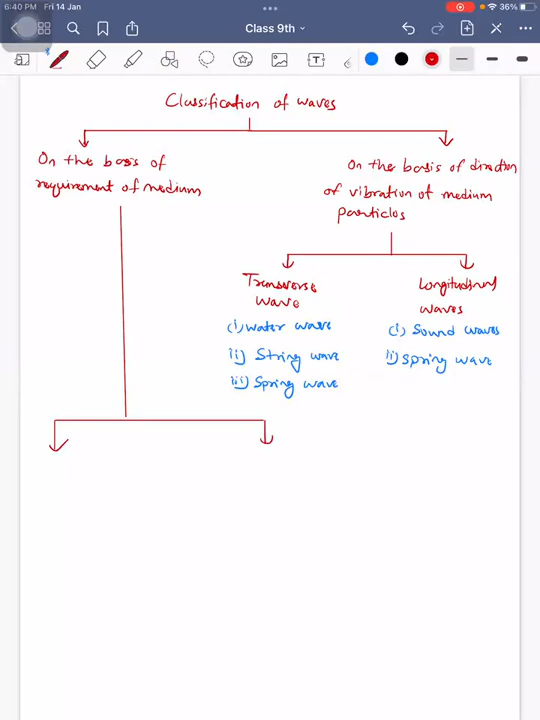 6:40 PM Fri 14 Jan
36%
Class 9th
T
Classification of waves
On the basis of
requirement of medium
On the basis of direction
of vibration of medium
particles
Transverse
wave
(i) Water wave
ii) String wave
iii) Spring wave
Longitudinal
waves
(i) Sound waves
ii) Spring wave